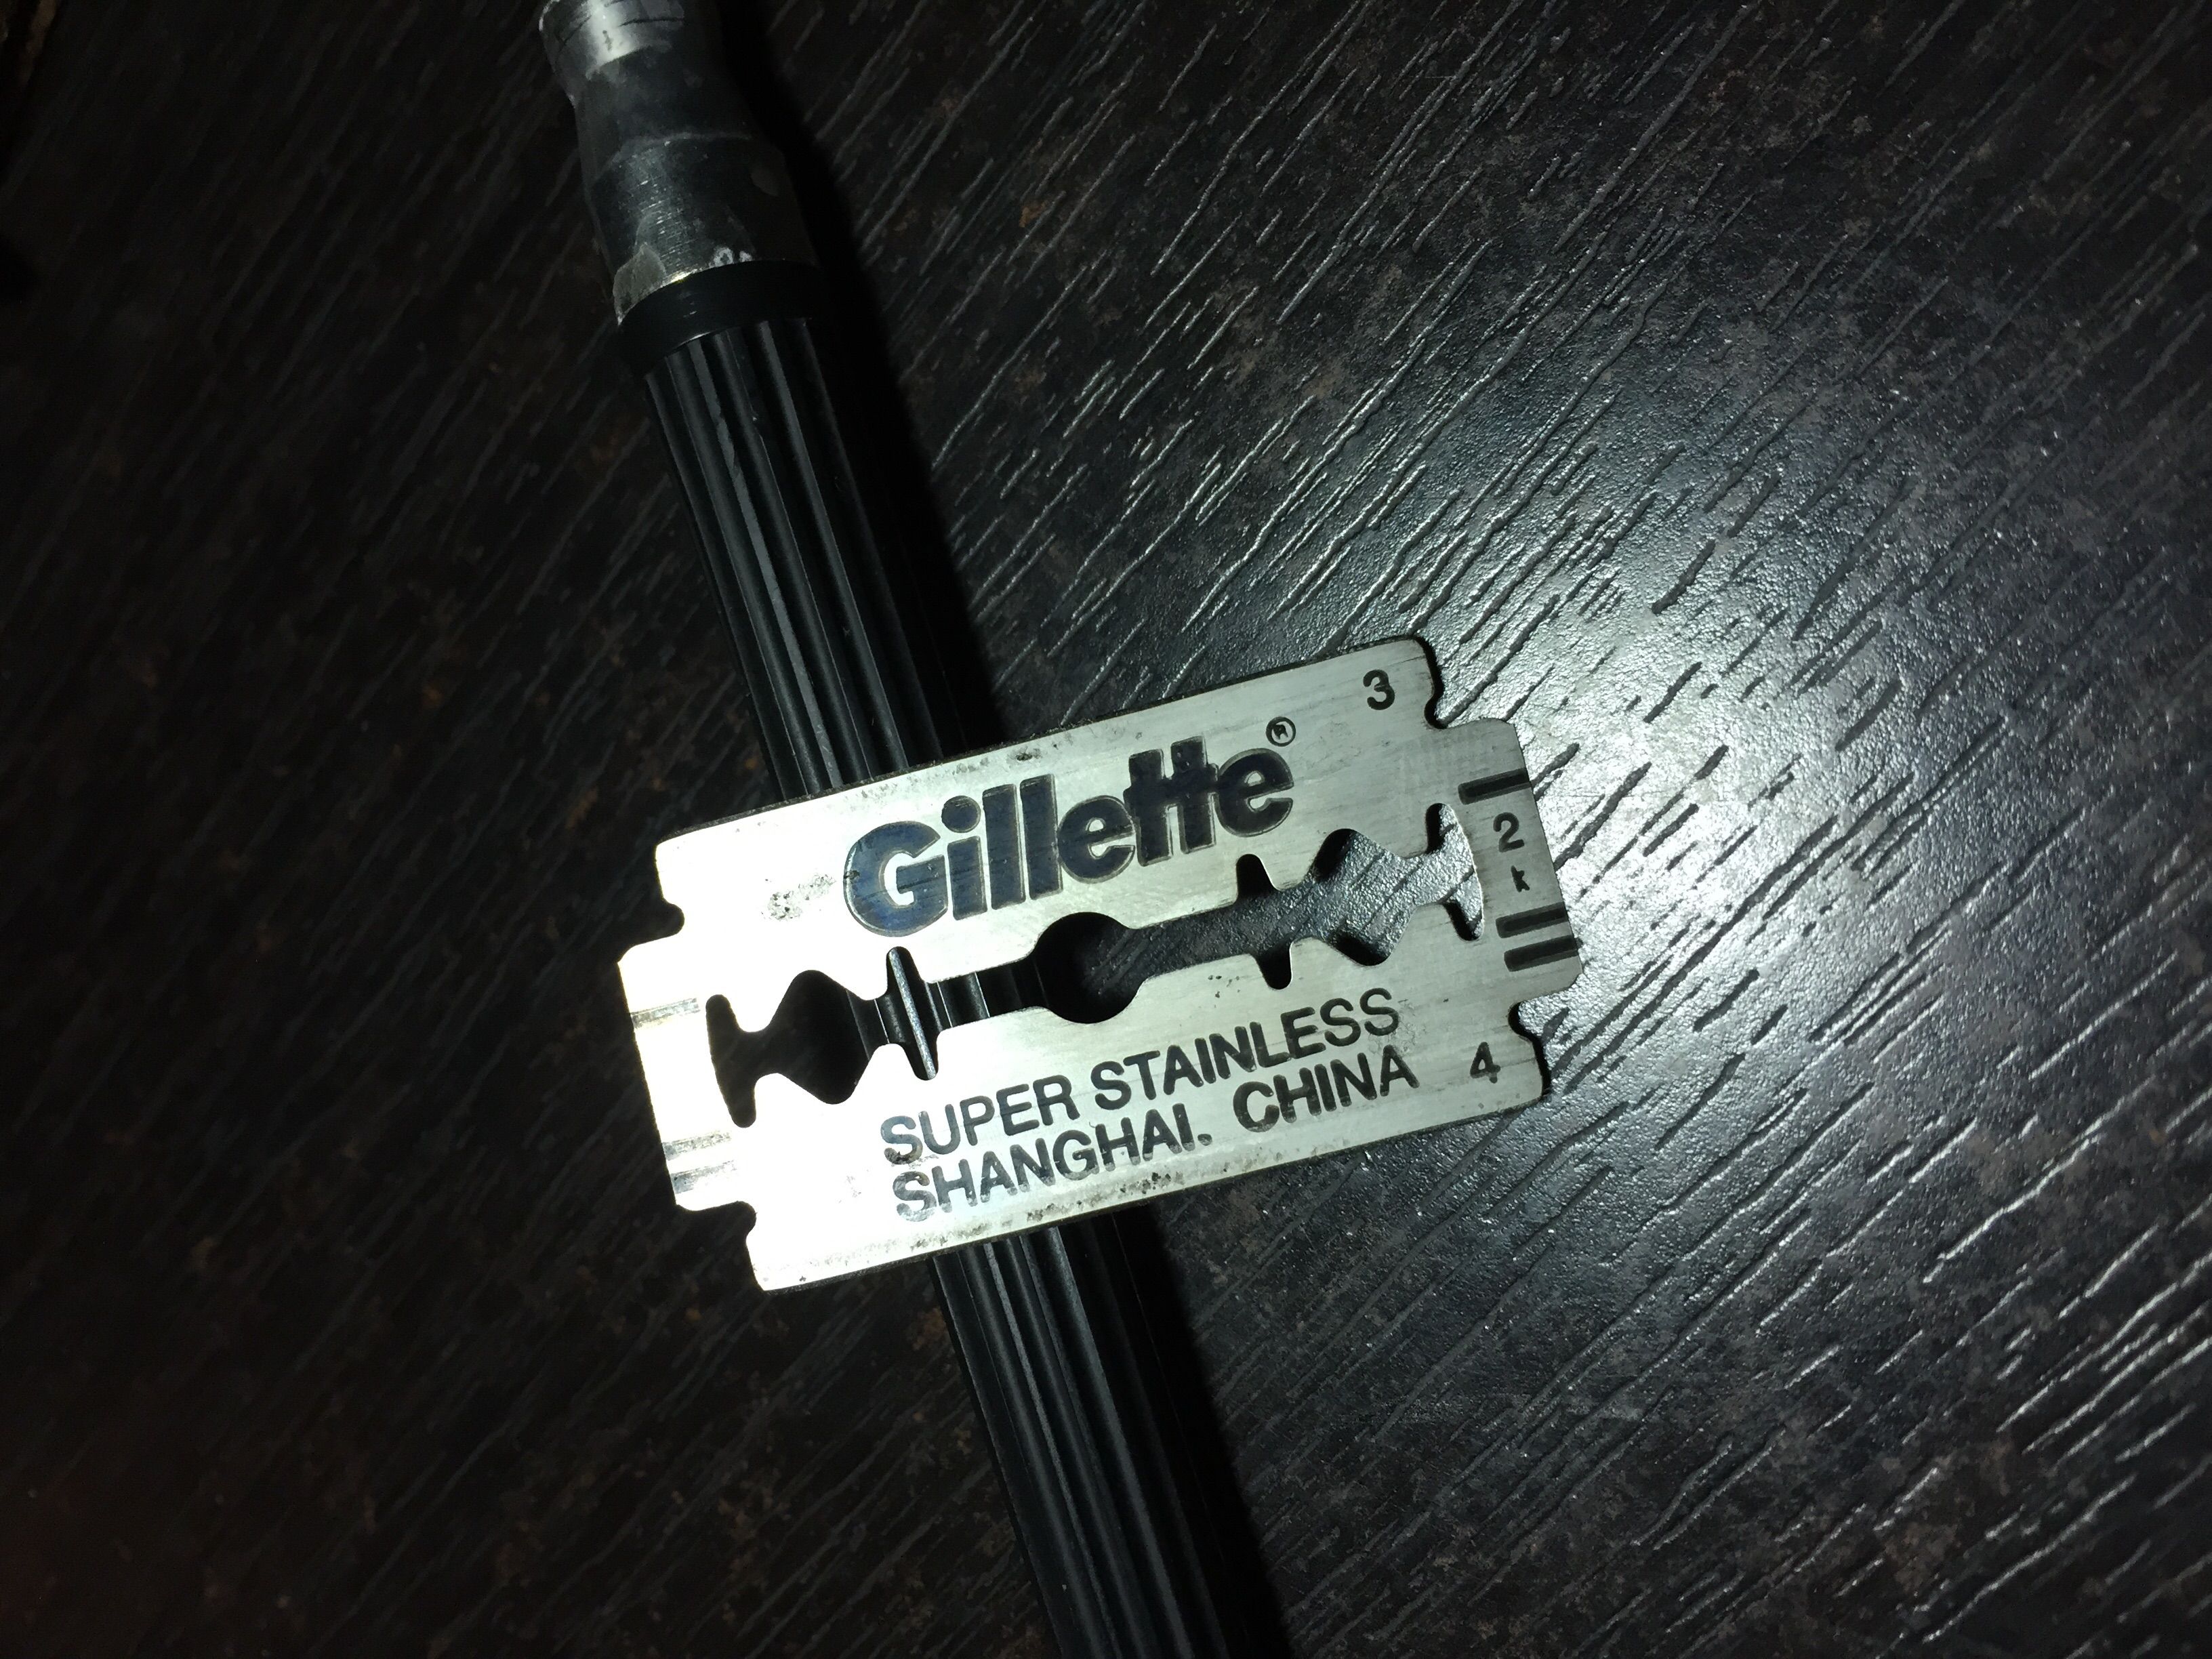 Gillette®
3
2
k
SUPER STAINLESS
SHANGHAI. CHINA
4